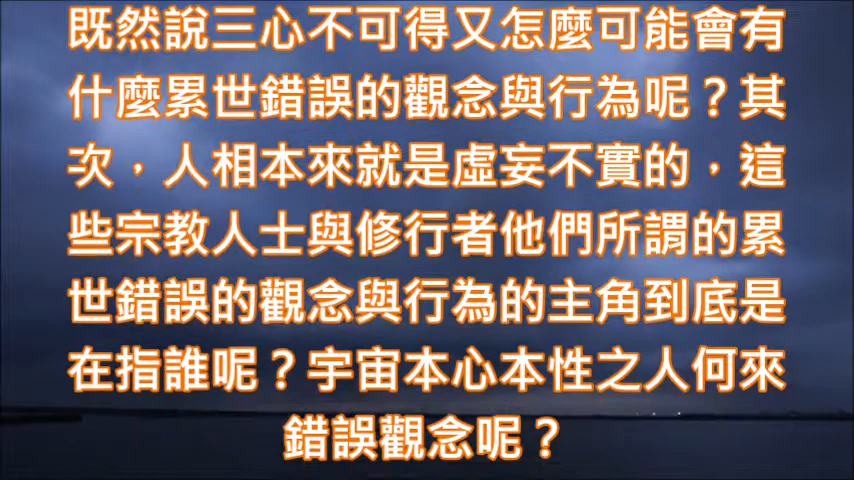 既然說三心不可得又怎麼可能會有
什麼累世錯誤的觀念與行為呢？其
次，人相本來就是虛妄不實的，這
些宗教人士與修行者他們所謂的累
世錯誤的觀念與行為的主角到底是
在指誰呢？宇宙本心本性之人何來
錯誤觀念呢？